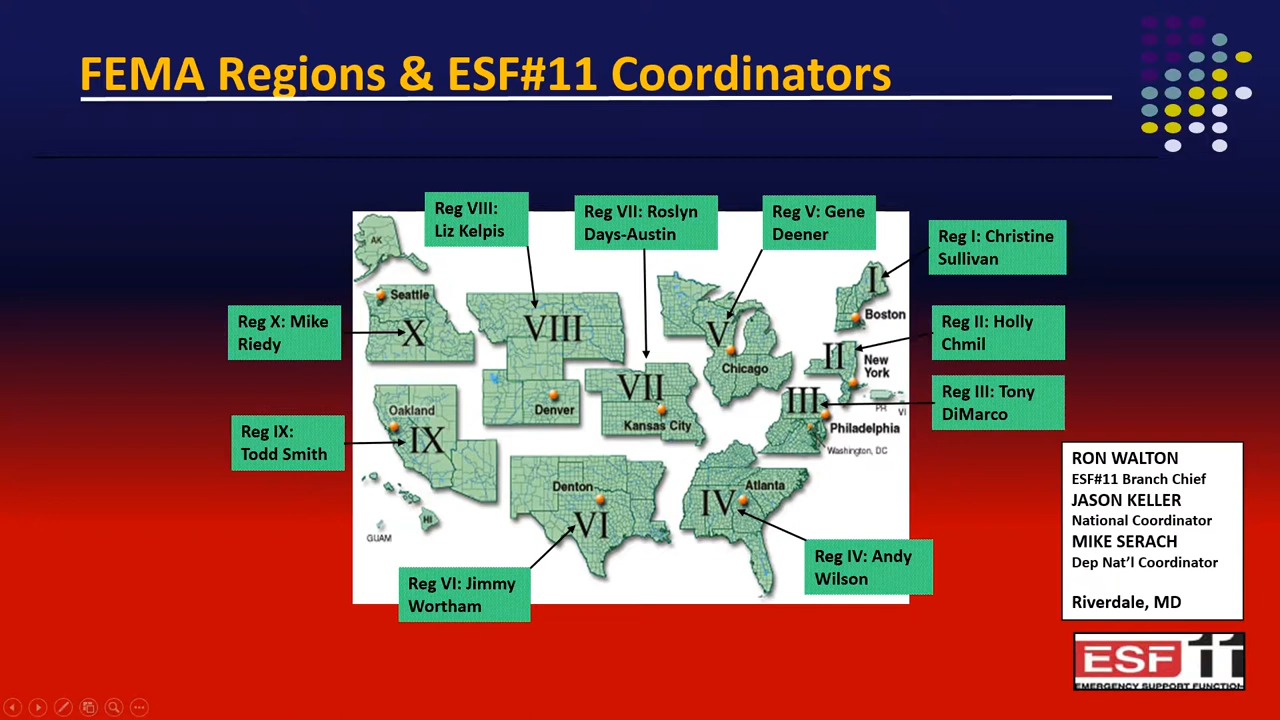 FEMA Regions & ESF#11 Coordinators
Reg VIII:
Liz Kelpis
Reg VII: Roslyn
Days-Austin
Reg V: Gene
Deener
Reg I: Christine
Sullivan
Reg X: Mike
Riedy
Reg II: Holly
Chmil
Reg III: Tony
DiMarco
Reg IX:
Todd Smith
Reg IV: Andy
Wilson
Reg VI: Jimmy
Wortham
AK
Seattle
X
VIII
Denver
VII
Kansas City
V
Chicago
I
Boston
II
New
York
PR
VI
III
Philadelphia
Washington, DC
Oakland
IX
HI
GUAM
Denton
VI
Atlanta
IV
RON WALTON
ESF#11 Branch Chief
JASON KELLER
National Coordinator
MIKE SERACH
Dep Nat’l Coordinator
Riverdale, MD
ESF 11
EMERGENCY SUPPORT FUNCTION